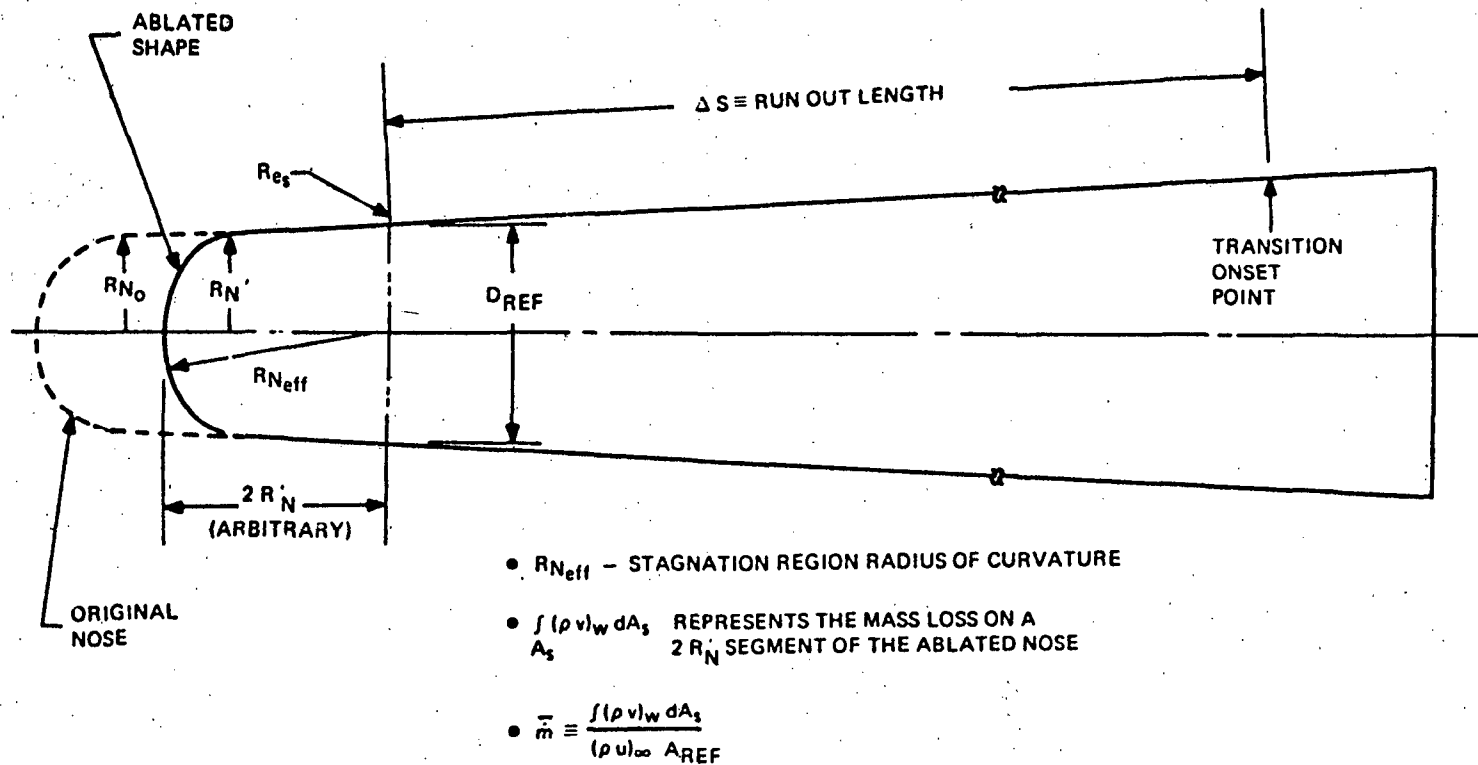 ABLATED
SHAPE
Δ S ≡ RUN OUT LENGTH
Res
RNo
RN'
DREF
TRANSITION
ONSET
POINT
RNeff
2 R'N
(ARBITRARY)
ORIGINAL
NOSE
• RNeff – STAGNATION REGION RADIUS OF CURVATURE
• ∫ (ρ v)w dAs REPRESENTS THE MASS LOSS ON A
As 2 R'N SEGMENT OF THE ABLATED NOSE
• ṁ̅ ≡ ∫(ρ v)w dAs
(ρ u)∞ AREF